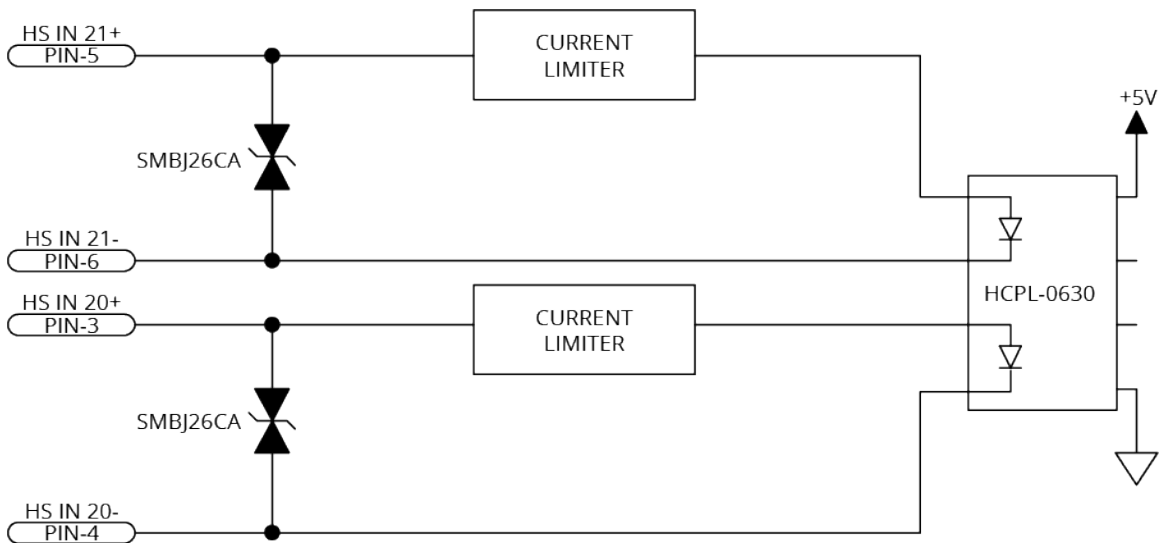 HS IN 21+
PIN-5
CURRENT
LIMITER
+5V
SMBJ26CA
HS IN 21-
PIN-6
HCPL-0630
HS IN 20+
PIN-3
CURRENT
LIMITER
SMBJ26CA
HS IN 20-
PIN-4